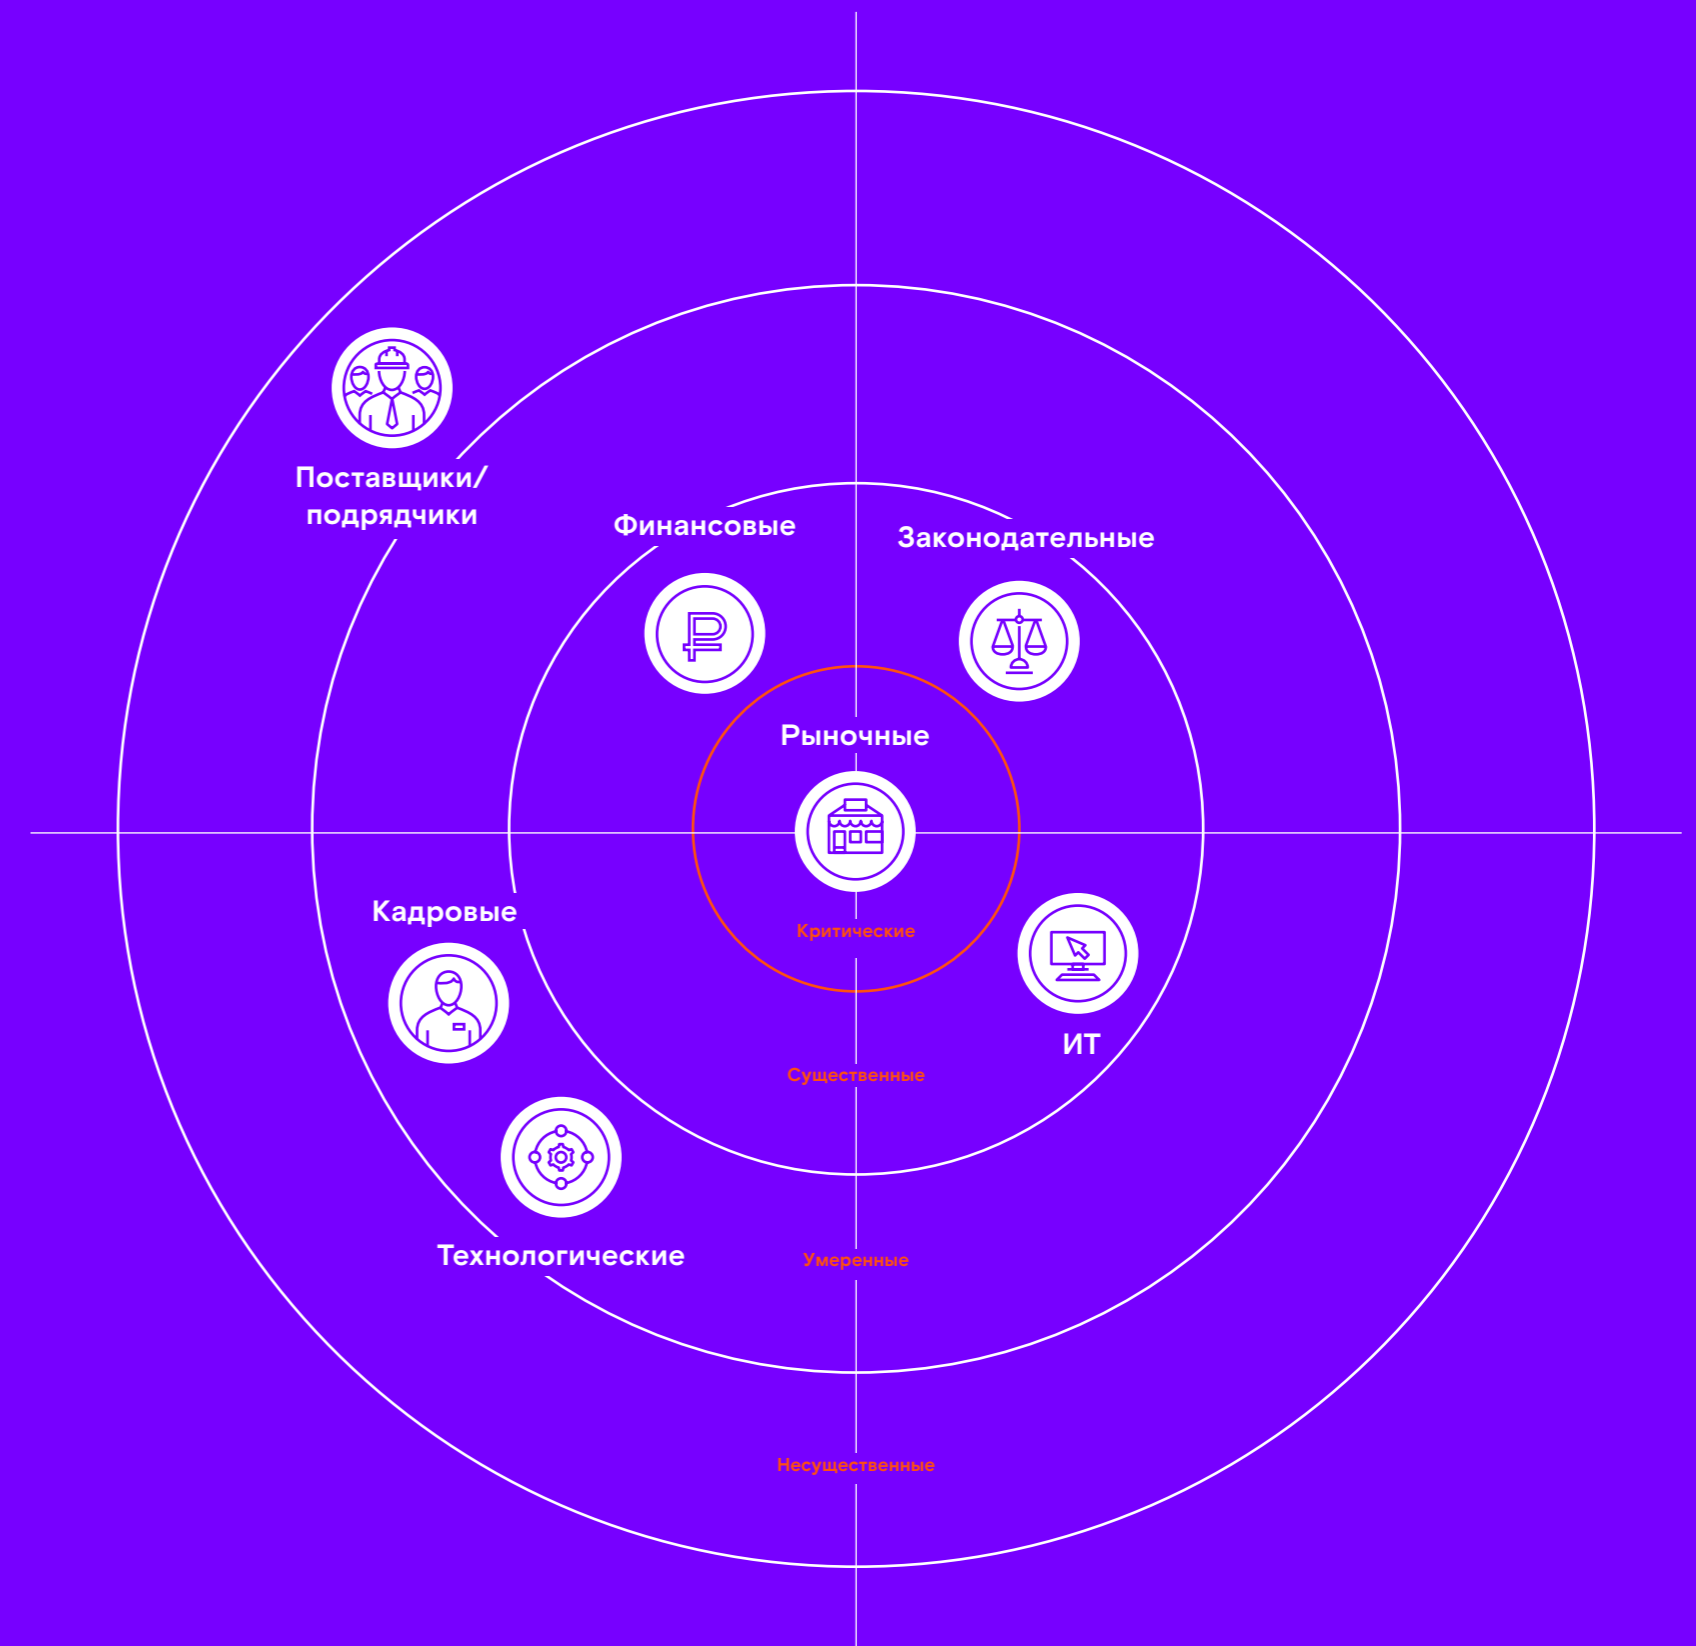 Поставщики/
подрядчики
Финансовые
Законодательные
Рыночные
Кадровые
Критические
ИТ
Существенные
Технологические
Умеренные
Несущественные